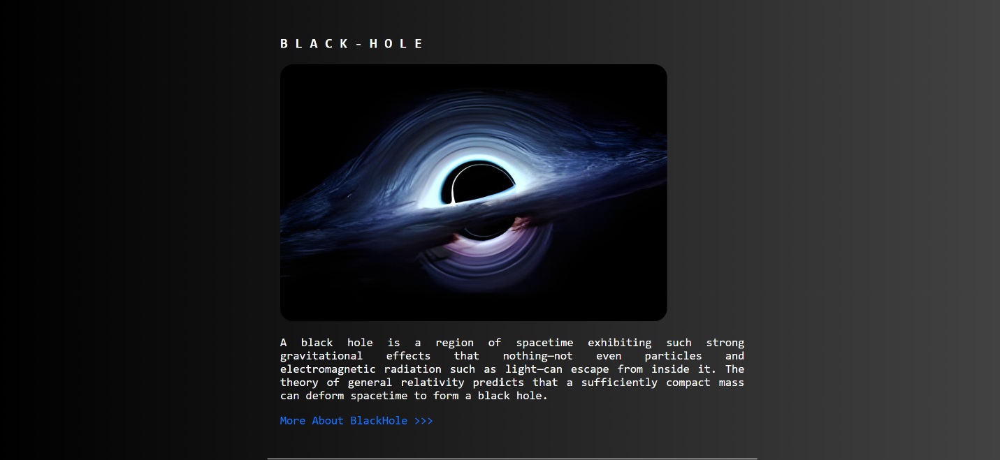 BLACK-HOLE
A black hole is a region of spacetime exhibiting such strong
gravitational effects that nothing—not even particles and
electromagnetic radiation such as light—can escape from inside it. The
theory of general relativity predicts that a sufficiently compact mass
can deform spacetime to form a black hole.
More About BlackHole >>>